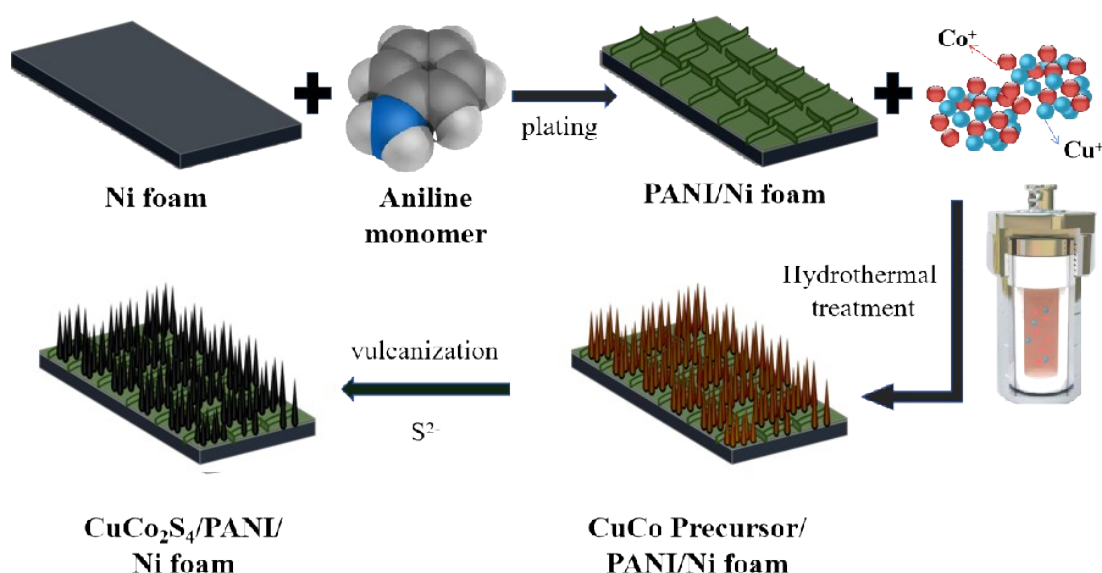 Co⁺
plating
Cu⁺
Ni foam
Aniline
monomer
PANI/Ni foam
Hydrothermal
treatment
vulcanization
S²⁻
CuCo₂S₄/PANI/
Ni foam
CuCo Precursor/
PANI/Ni foam